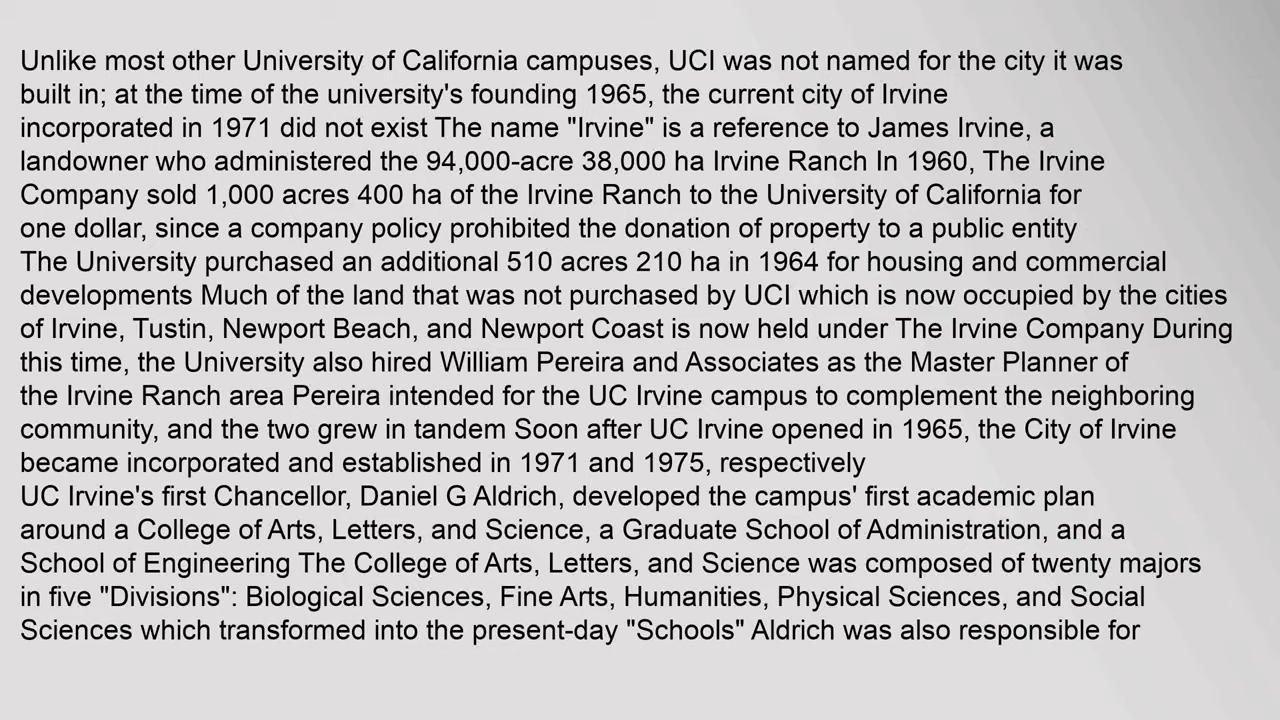 Unlike most other University of California campuses, UCI was not named for the city it was
built in; at the time of the university's founding 1965, the current city of Irvine
incorporated in 1971 did not exist The name "Irvine" is a reference to James Irvine, a
landowner who administered the 94,000-acre 38,000 ha Irvine Ranch In 1960, The Irvine
Company sold 1,000 acres 400 ha of the Irvine Ranch to the University of California for
one dollar, since a company policy prohibited the donation of property to a public entity
The University purchased an additional 510 acres 210 ha in 1964 for housing and commercial
developments Much of the land that was not purchased by UCI which is now occupied by the cities
of Irvine, Tustin, Newport Beach, and Newport Coast is now held under The Irvine Company During
this time, the University also hired William Pereira and Associates as the Master Planner of
the Irvine Ranch area Pereira intended for the UC Irvine campus to complement the neighboring
community, and the two grew in tandem Soon after UC Irvine opened in 1965, the City of Irvine
became incorporated and established in 1971 and 1975, respectively
UC Irvine's first Chancellor, Daniel G Aldrich, developed the campus' first academic plan
around a College of Arts, Letters, and Science, a Graduate School of Administration, and a
School of Engineering The College of Arts, Letters, and Science was composed of twenty majors
in five "Divisions": Biological Sciences, Fine Arts, Humanities, Physical Sciences, and Social
Sciences which transformed into the present-day "Schools" Aldrich was also responsible for